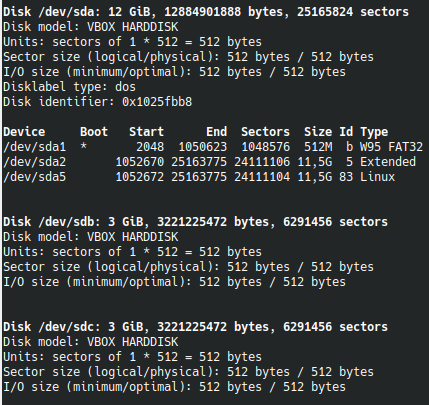 Disk /dev/sda: 12 GiB, 12884901888 bytes, 25165824 sectors
Disk model: VBOX HARDDISK
Units: sectors of 1 * 512 = 512 bytes
Sector size (logical/physical): 512 bytes / 512 bytes
I/O size (minimum/optimal): 512 bytes / 512 bytes
Disklabel type: dos
Disk identifier: 0x1025fbb8
Device     Boot   Start      End  Sectors  Size Id Type
/dev/sda1  *       2048  1050623  1048576  512M  b W95 FAT32
/dev/sda2       1052670 25163775 24111106 11,5G  5 Extended
/dev/sda5       1052672 25163775 24111104 11,5G 83 Linux
Disk /dev/sdb: 3 GiB, 3221225472 bytes, 6291456 sectors
Disk model: VBOX HARDDISK
Units: sectors of 1 * 512 = 512 bytes
Sector size (logical/physical): 512 bytes / 512 bytes
I/O size (minimum/optimal): 512 bytes / 512 bytes
Disk /dev/sdc: 3 GiB, 3221225472 bytes, 6291456 sectors
Disk model: VBOX HARDDISK
Units: sectors of 1 * 512 = 512 bytes
Sector size (logical/physical): 512 bytes / 512 bytes
I/O size (minimum/optimal): 512 bytes / 512 bytes